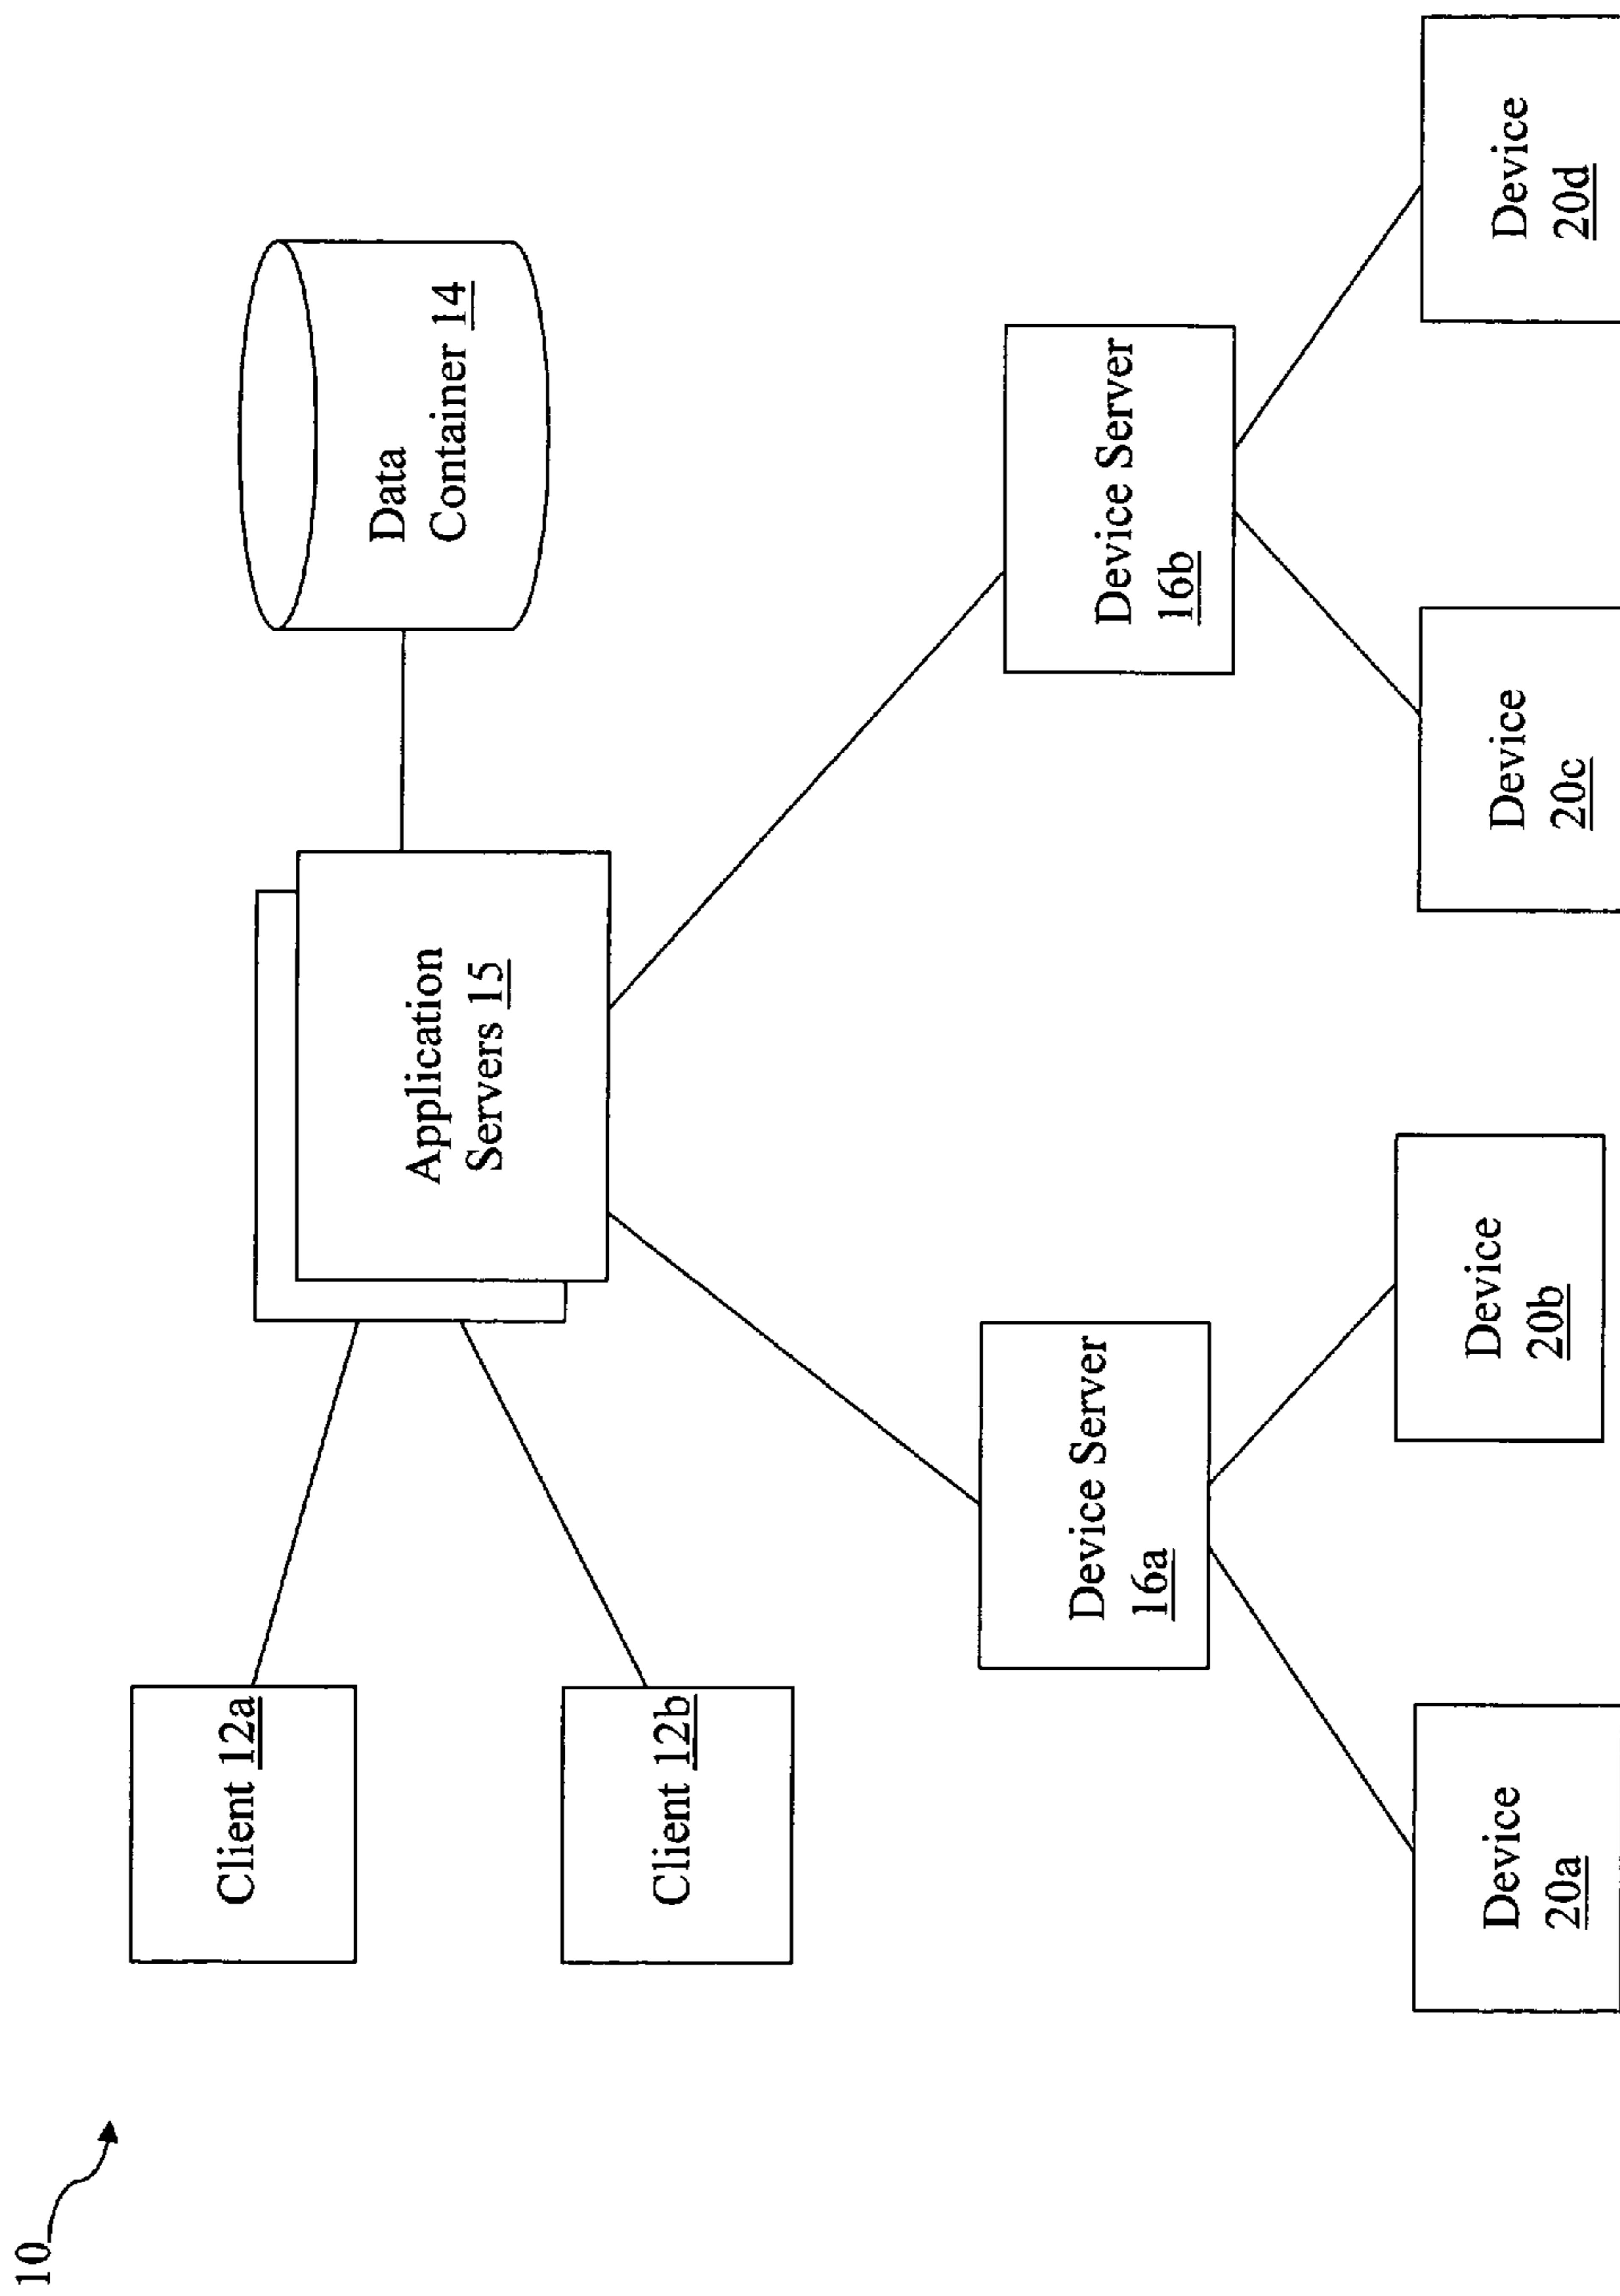 10
Client 12a
Client 12b
Application
Servers 15
Data
Container 14
Device Server
16a
Device Server
16b
Device
20a
Device
20b
Device
20c
Device
20d